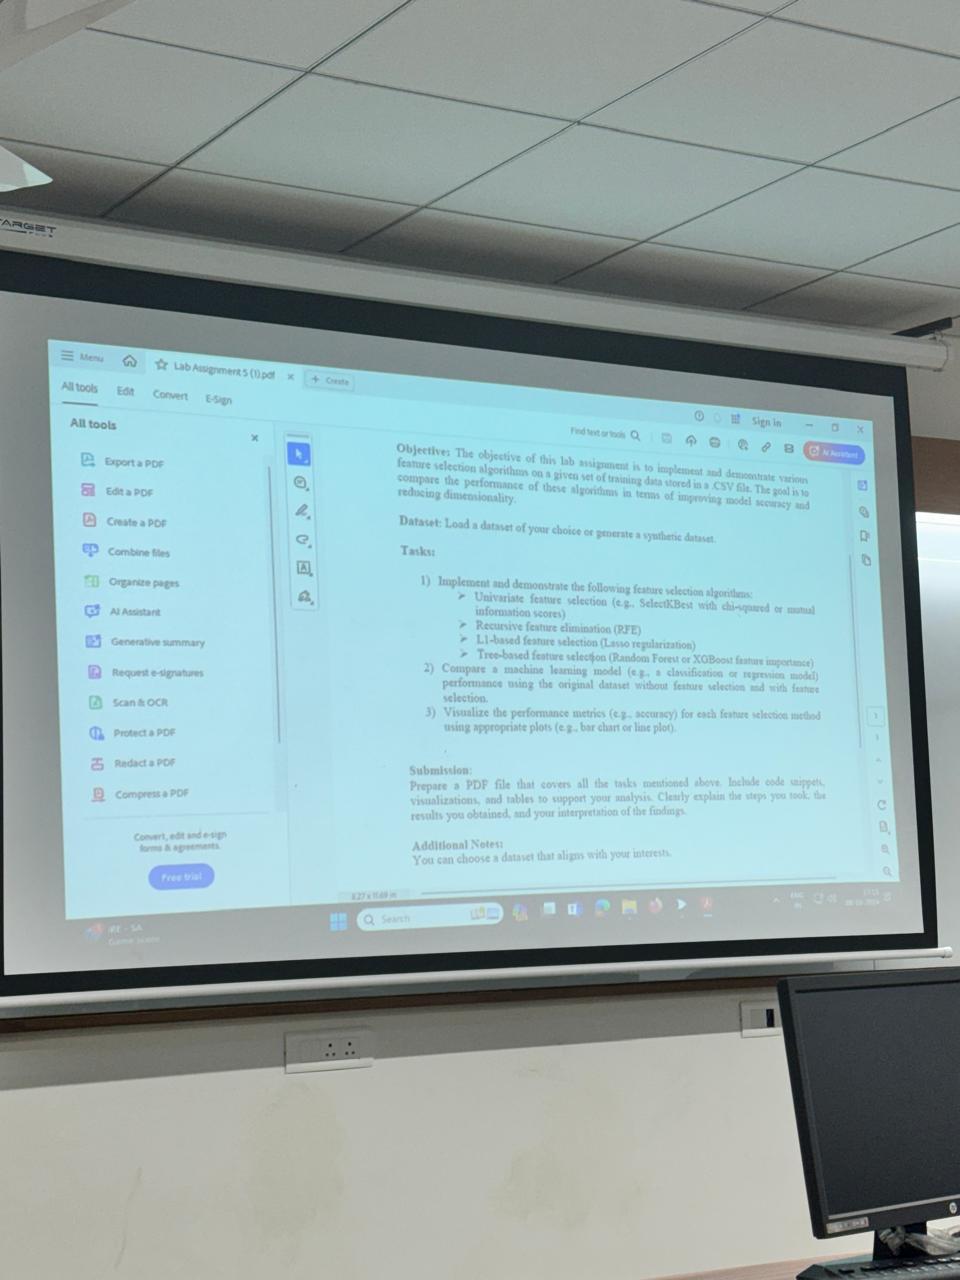 TARGET
Menu
Lab Assignment 5 (1).pdf
+ Create
All tools
Edit
Convert
E-Sign
Find text or tools
Sign in
AI Assistant
All tools
Export a PDF
Edit a PDF
Create a PDF
Combine files
Organize pages
AI Assistant
Generative summary
Request e-signatures
Scan & OCR
Protect a PDF
Redact a PDF
Compress a PDF
Convert, edit and e-sign
forms & agreements.
Free trial
Objective: The objective of this lab assignment is to implement and demonstrate various
feature selection algorithms on a given set of training data stored in a .CSV file. The goal is to
compare the performance of these algorithms in terms of improving model accuracy and
reducing dimensionality.
Dataset: Load a dataset of your choice or generate a synthetic dataset.
Tasks:
1) Implement and demonstrate the following feature selection algorithms:
➤ Univariate feature selection (e.g., SelectKBest with chi-squared or mutual
information scores)
➤ Recursive feature elimination (RFE)
➤ L1-based feature selection (Lasso regularization)
➤ Tree-based feature selection (Random Forest or XGBoost feature importance)
2) Compare a machine learning model (e.g., a classification or regression model)
performance using the original dataset without feature selection and with feature
selection.
3) Visualize the performance metrics (e.g., accuracy) for each feature selection method
using appropriate plots (e.g., bar chart or line plot).
Submission:
Prepare a PDF file that covers all the tasks mentioned above. Include code snippets,
visualizations, and tables to support your analysis. Clearly explain the steps you took, the
results you obtained, and your interpretation of the findings.
Additional Notes:
You can choose a dataset that aligns with your interests.
8.27 x 11.69 in
IRE - SA
Game score
Search
ENG
IN